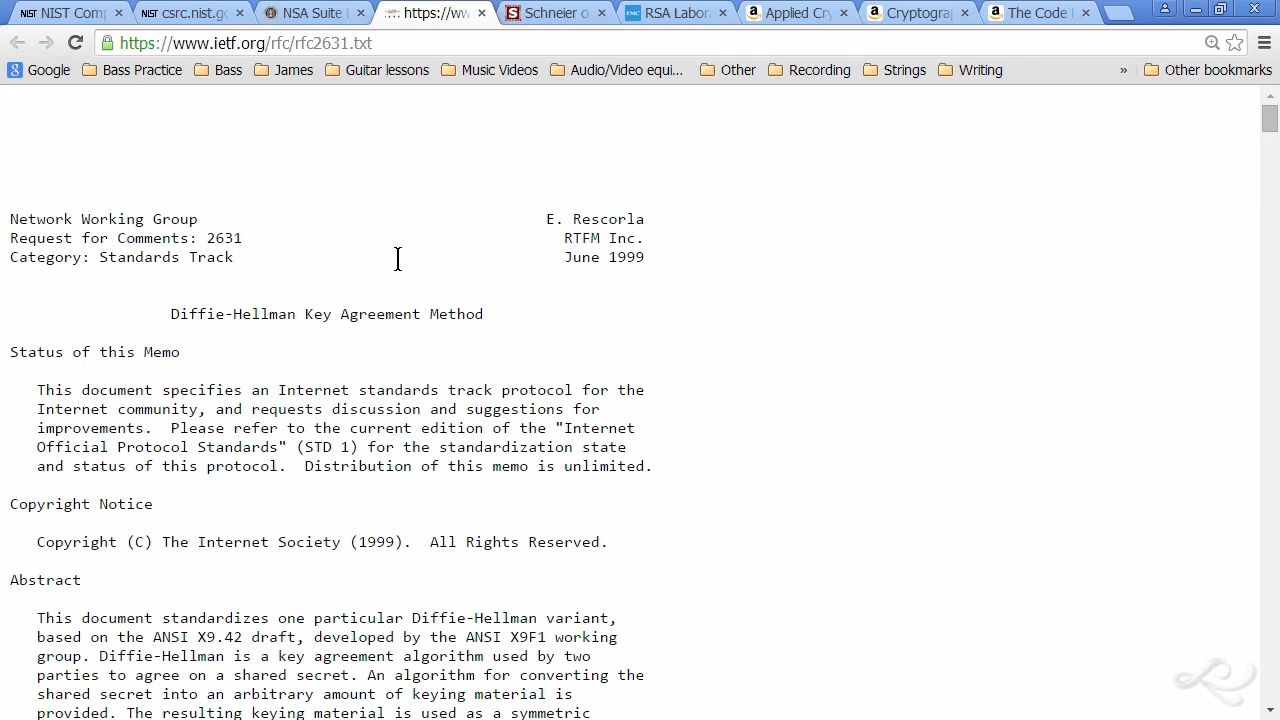 NIST Comp
csrc.nist.go
NSA Suite
https://ww
Schneier o
RSA Labor
Applied Cry
Cryptogra
The Code
https://www.ietf.org/rfc/rfc2631.txt
Google Bass Practice Bass James Guitar lessons Music Videos Audio/Video equi... Other Recording Strings Writing » Other bookmarks
Network Working Group E. Rescorla
Request for Comments: 2631 RTFM Inc.
Category: Standards Track June 1999
Diffie-Hellman Key Agreement Method
Status of this Memo
This document specifies an Internet standards track protocol for the
Internet community, and requests discussion and suggestions for
improvements. Please refer to the current edition of the "Internet
Official Protocol Standards" (STD 1) for the standardization state
and status of this protocol. Distribution of this memo is unlimited.
Copyright Notice
Copyright (C) The Internet Society (1999). All Rights Reserved.
Abstract
This document standardizes one particular Diffie-Hellman variant,
based on the ANSI X9.42 draft, developed by the ANSI X9F1 working
group. Diffie-Hellman is a key agreement algorithm used by two
parties to agree on a shared secret. An algorithm for converting the
shared secret into an arbitrary amount of keying material is
provided. The resulting keying material is used as a symmetric